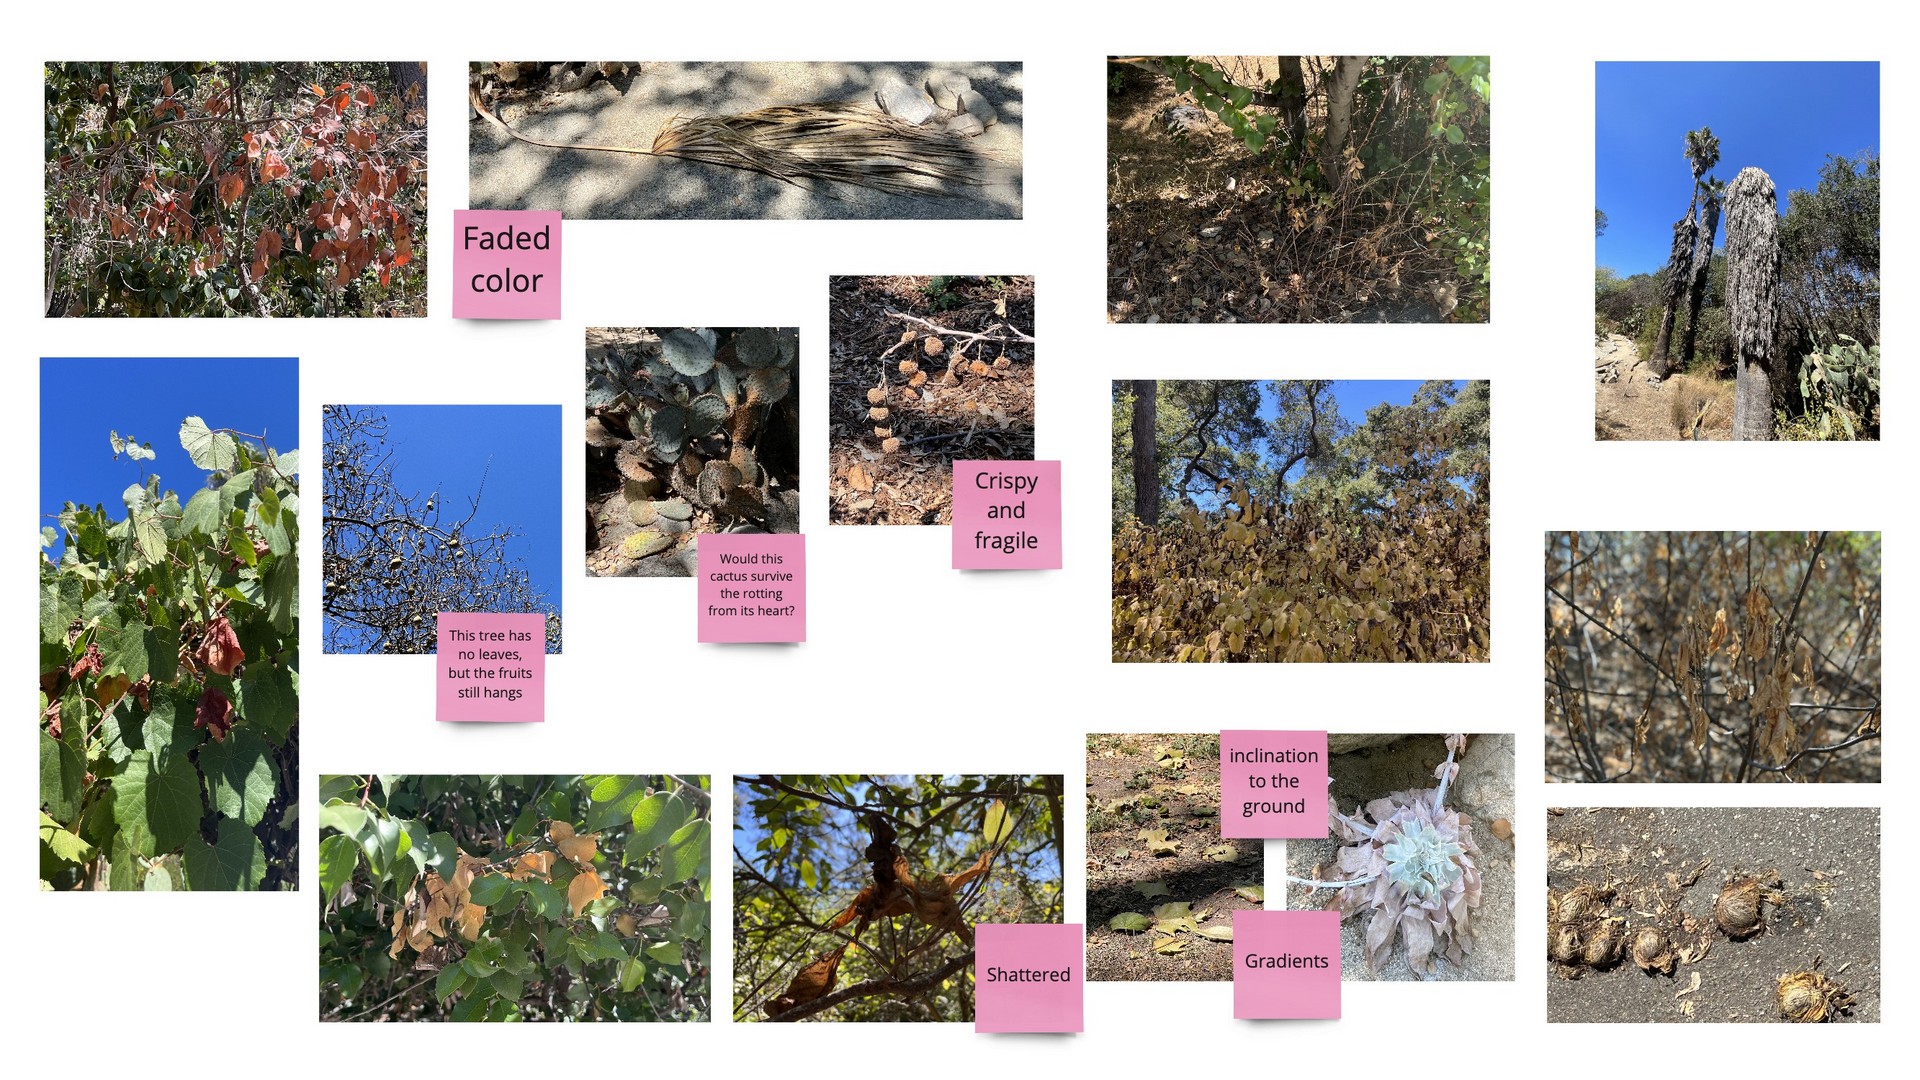 Faded
color
Crispy
and
fragile
Would this
cactus survive
the rotting
from its heart?
This tree has
no leaves,
but the fruits
still hangs
inclination
to the
ground
Gradients
Shattered